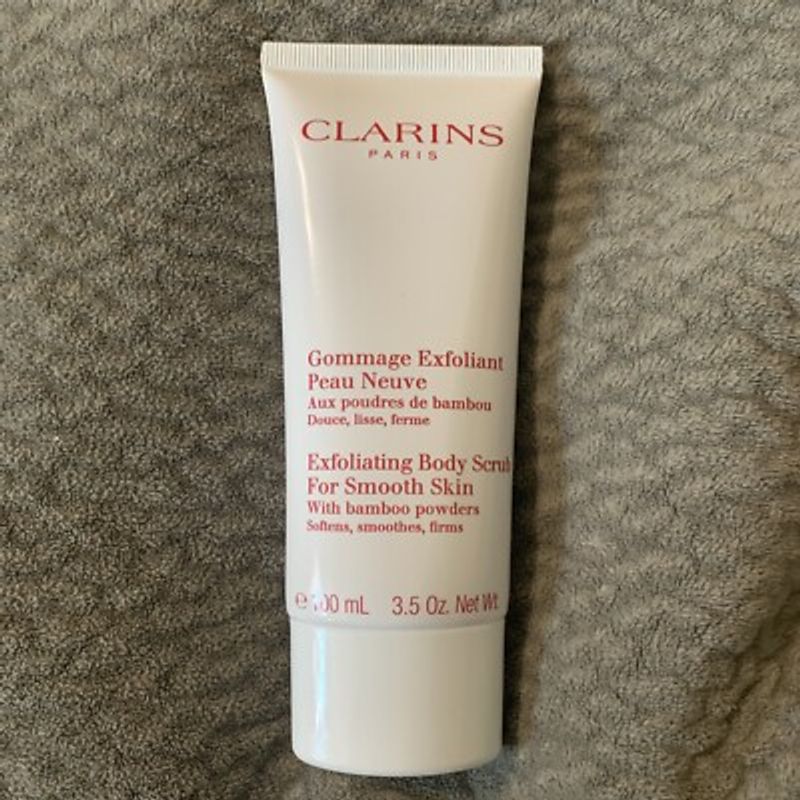 CLARINS
PARIS
Gommage Exfoliant
Peau Neuve
Aux poudres de bambou
Douce, lisse, ferme
Exfoliating Body Scrub
For Smooth Skin
With bamboo powders
Softens, smoothes, firms
℮ 100 mL 3.5 Oz. Net Wt.